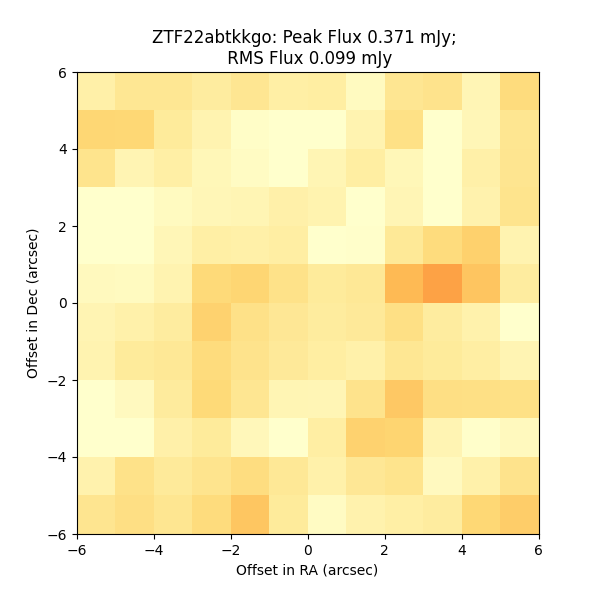 ZTF22abtkkgo: Peak Flux 0.371 mJy;
RMS Flux 0.099 mJy
6
4
2
0
−2
−4
−6
Offset in Dec (arcsec)
−6 −4 −2 0 2 4 6
Offset in RA (arcsec)